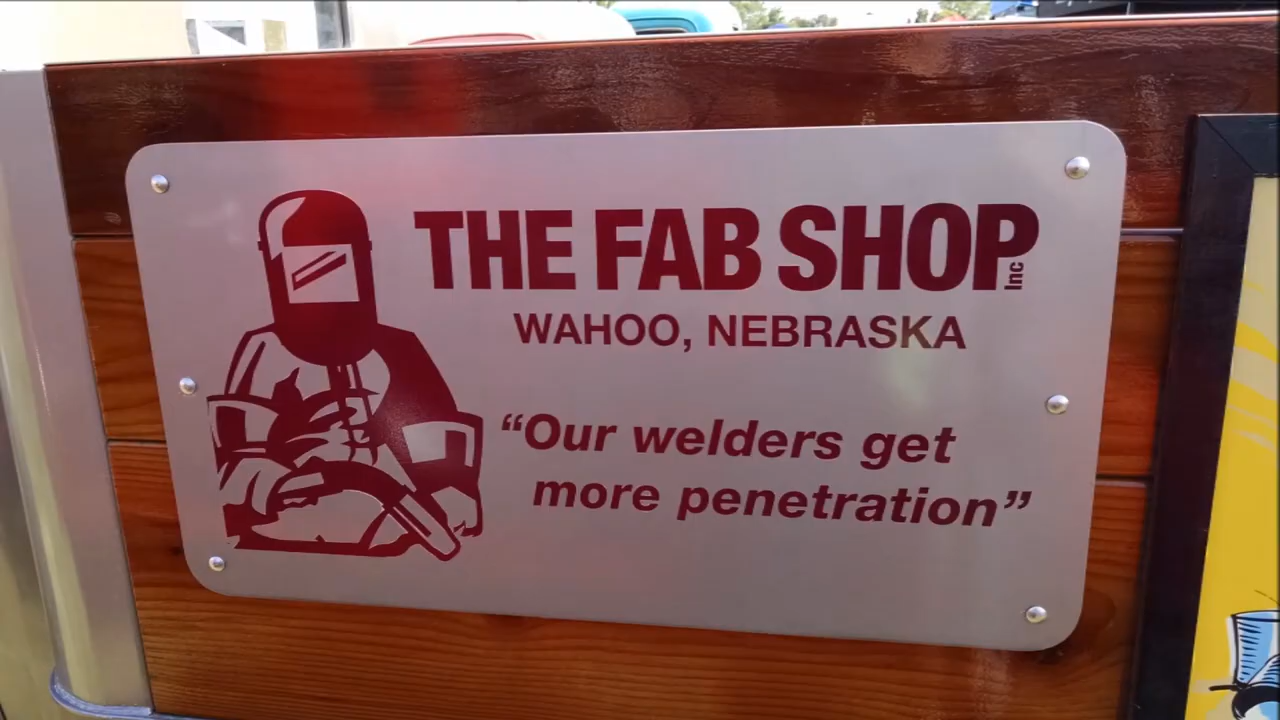 THE FAB SHOP Inc
WAHOO, NEBRASKA
“Our welders get
more penetration”